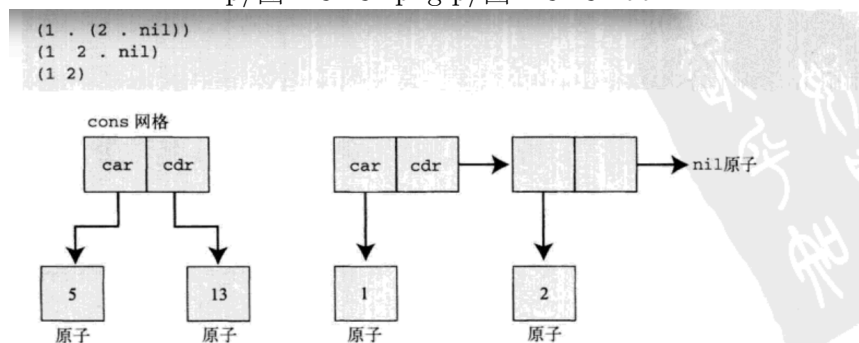 (1 . (2 . nil))
(1 2 . nil)
(1 2)
cons 网格
car cdr
car cdr
nil原子
5
13
1
2
原子
原子
原子
原子